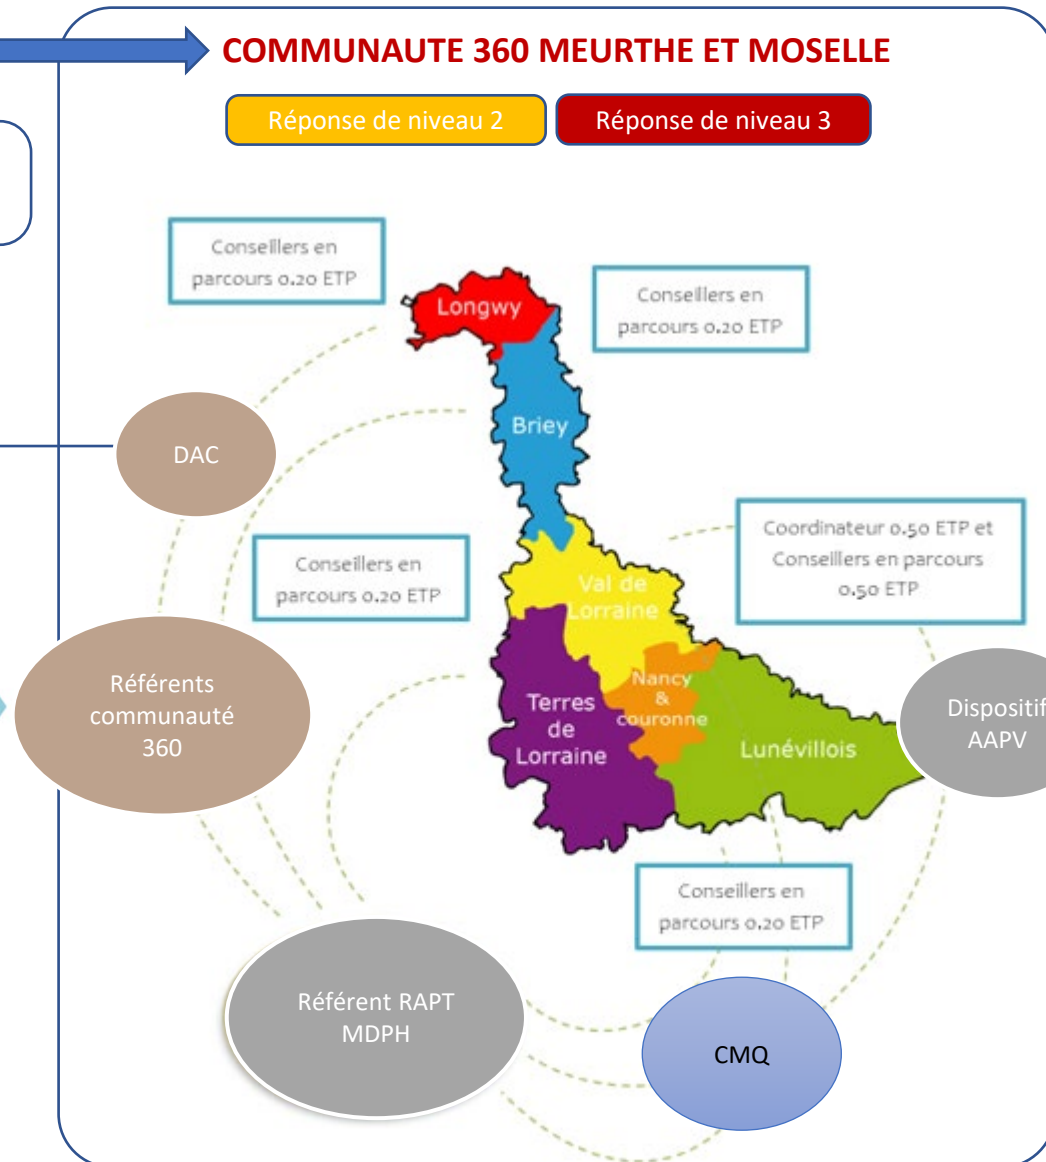 COMMUNAUTE 360 MEURTHE ET MOSELLE
Réponse de niveau 2
Réponse de niveau 3
Conseillers en
parcours 0.20 ETP
Conseillers en
parcours 0.20 ETP
Longwy
Briey
DAC
Conseillers en
parcours 0.20 ETP
Coordinateur 0.50 ETP et
Conseillers en parcours
0.50 ETP
Val de
Lorraine
Référents
communauté
360
Terres
de
Lorraine
Nancy
&
couronne
Lunévillois
Dispositif
AAPV
Conseillers en
parcours 0.20 ETP
Référent RAPT
MDPH
CMQ